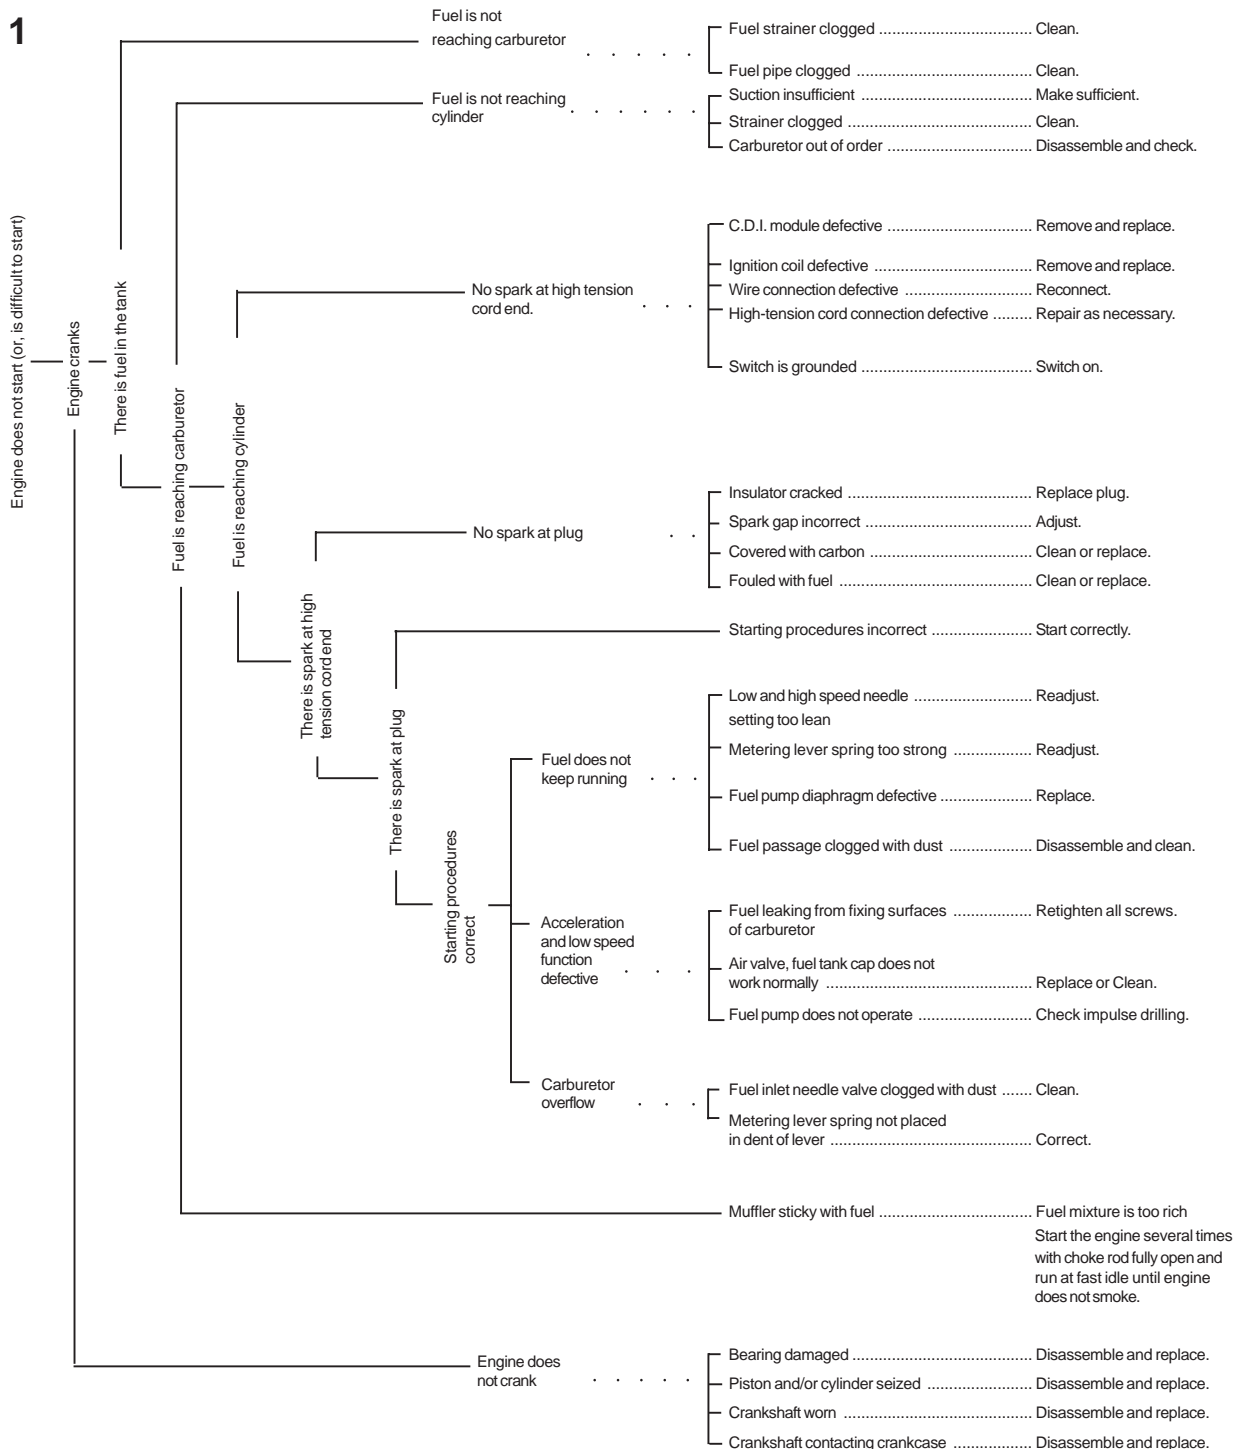 1
Fuel is not
reaching carburetor
Fuel strainer clogged .................................. Clean.
Fuel pipe clogged ....................................... Clean.
Fuel is not reaching
cylinder
Suction insufficient ...................................... Make sufficient.
Strainer clogged ......................................... Clean.
Carburetor out of order ................................ Disassemble and check.
Engine does not start (or, is difficult to start)
Engine cranks
There is fuel in the tank
Fuel is reaching carburetor
Fuel is reaching cylinder
No spark at high tension
cord end.
C.D.I. module defective ................................ Remove and replace.
Ignition coil defective ................................... Remove and replace.
Wire connection defective ............................ Reconnect.
High-tension cord connection defective ......... Repair as necessary.
Switch is grounded ...................................... Switch on.
There is spark at high
tension cord end
No spark at plug
Insulator cracked ......................................... Replace plug.
Spark gap incorrect ..................................... Adjust.
Covered with carbon .................................... Clean or replace.
Fouled with fuel ........................................... Clean or replace.
There is spark at plug
Starting procedures incorrect ....................... Start correctly.
Starting procedures
correct
Fuel does not
keep running
Low and high speed needle .......................... Readjust.
setting too lean
Metering lever spring too strong .................. Readjust.
Fuel pump diaphragm defective ..................... Replace.
Fuel passage clogged with dust ................... Disassemble and clean.
Acceleration
and low speed
function
defective
Fuel leaking from fixing surfaces .................. Retighten all screws.
of carburetor
Air valve, fuel tank cap does not
work normally .............................................. Replace or Clean.
Fuel pump does not operate ......................... Check impulse drilling.
Carburetor
overflow
Fuel inlet needle valve clogged with dust ....... Clean.
Metering lever spring not placed
in dent of lever ............................................. Correct.
Muffler sticky with fuel .................................. Fuel mixture is too rich
Start the engine several times
with choke rod fully open and
run at fast idle until engine
does not smoke.
Engine does
not crank
Bearing damaged ........................................ Disassemble and replace.
Piston and/or cylinder seized ....................... Disassemble and replace.
Crankshaft worn .......................................... Disassemble and replace.
Crankshaft contacting crankcase .................. Disassemble and replace.